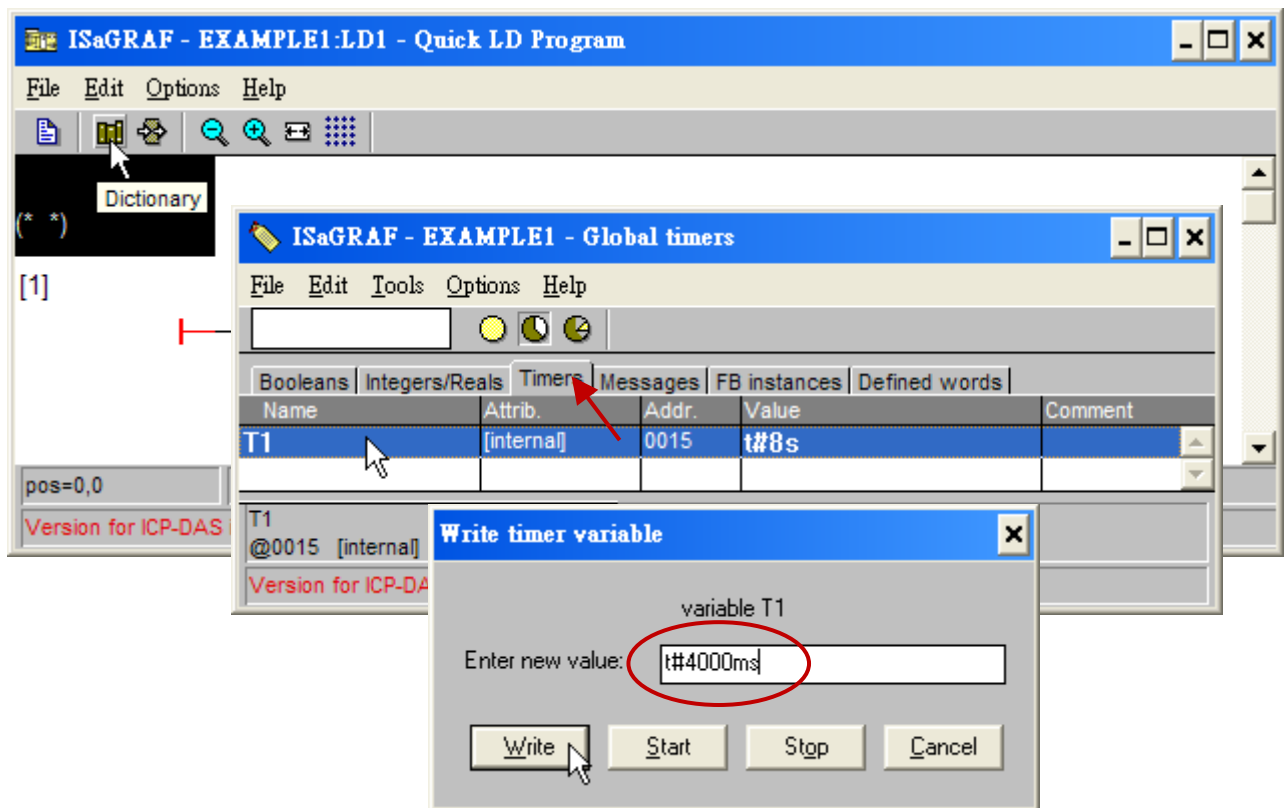 ISaGRAF - EXAMPLE1:LD1 - Quick LD Program
File Edit Options Help
Dictionary
(* *)
[1]
ISaGRAF - EXAMPLE1 - Global timers
File Edit Tools Options Help
Booleans Integers/Reals Timers Messages FB instances Defined words
Name Attrib. Addr. Value Comment
T1 [internal] 0015 t#8s
pos=0,0
Version for ICP-DAS
T1
@0015 [internal]
Version for ICP-DA
Write timer variable
variable T1
Enter new value: t#4000ms
Write Start Stop Cancel